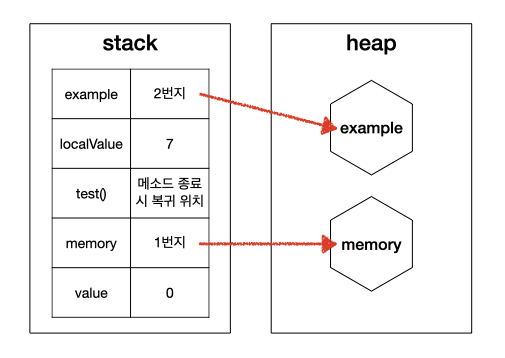 stack
example 2번지
localValue 7
test() 메소드 종료
시 복귀 위치
memory 1번지
value 0
heap
example
memory